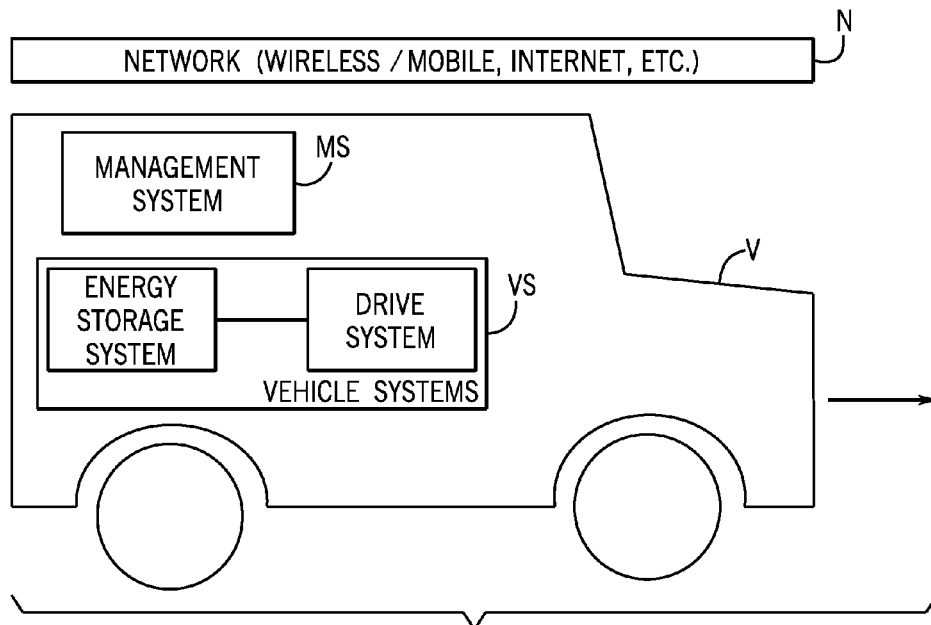 N
NETWORK (WIRELESS / MOBILE, INTERNET, ETC.)
MS
MANAGEMENT
SYSTEM
V
VS
ENERGY
STORAGE
SYSTEM
DRIVE
SYSTEM
VEHICLE SYSTEMS